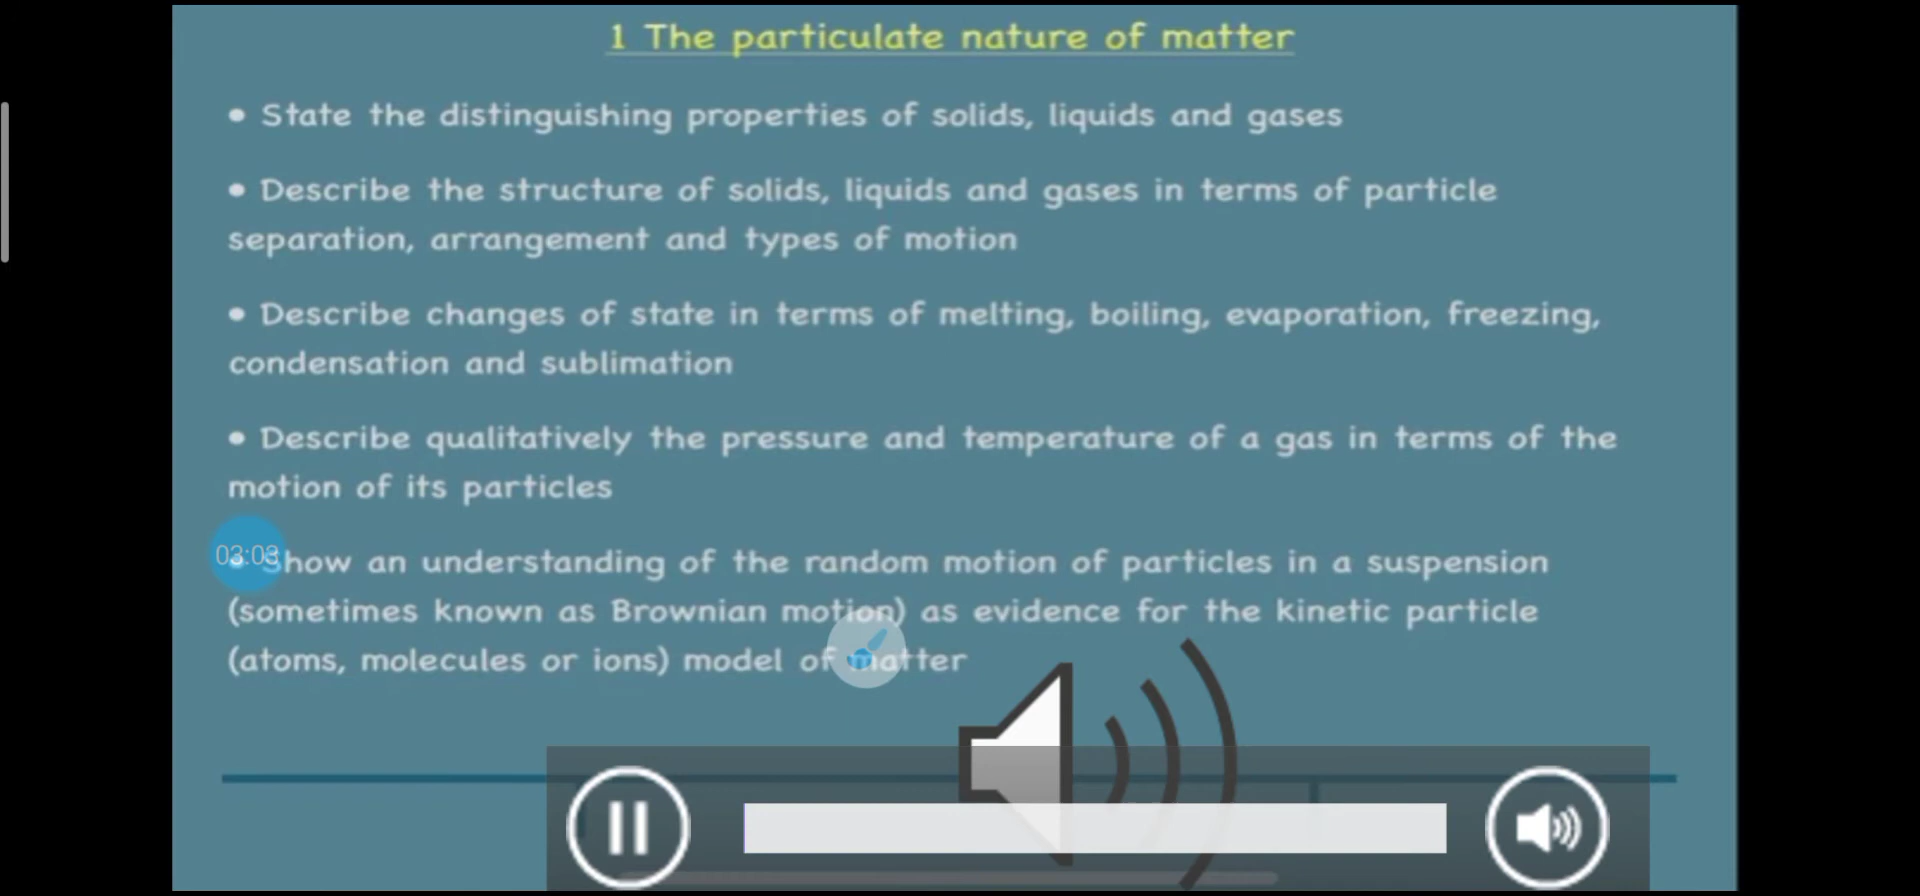 1 The particulate nature of matter
• State the distinguishing properties of solids, liquids and gases
• Describe the structure of solids, liquids and gases in terms of particle
separation, arrangement and types of motion
• Describe changes of state in terms of melting, boiling, evaporation, freezing,
condensation and sublimation
• Describe qualitatively the pressure and temperature of a gas in terms of the
motion of its particles
03:03
• Show an understanding of the random motion of particles in a suspension
(sometimes known as Brownian motion) as evidence for the kinetic particle
(atoms, molecules or ions) model of matter